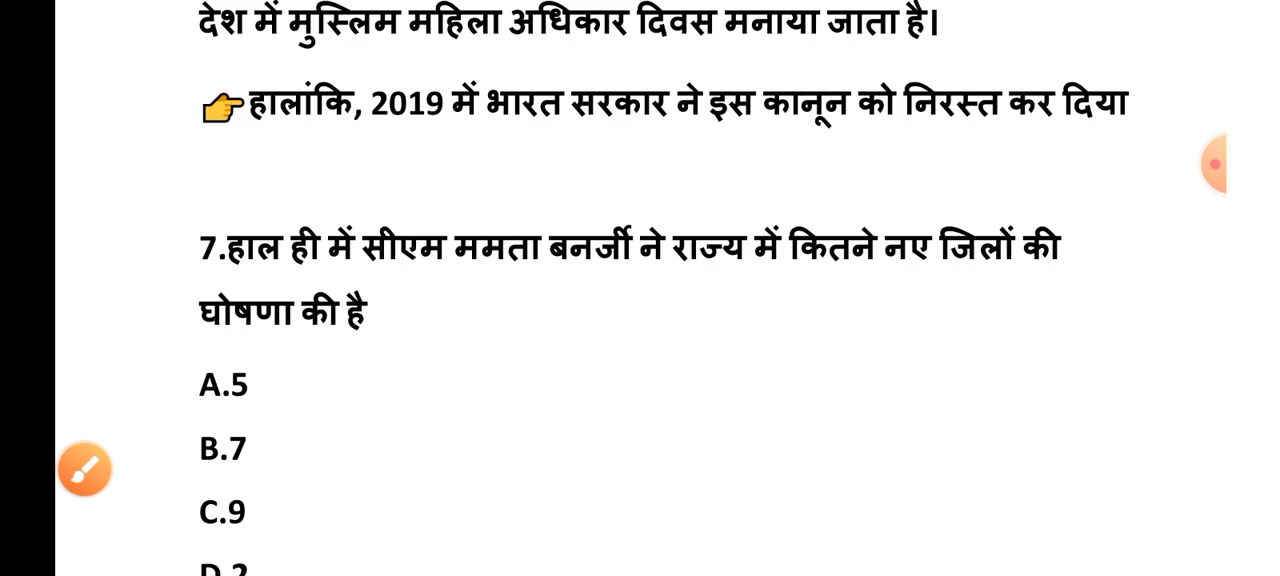 देश में मुस्लिम महिला अधिकार दिवस मनाया जाता है।
👉हालांकि, 2019 में भारत सरकार ने इस कानून को निरस्त कर दिया
7.हाल ही में सीएम ममता बनर्जी ने राज्य में कितने नए जिलों की
घोषणा की है
A.5
B.7
C.9
D.2